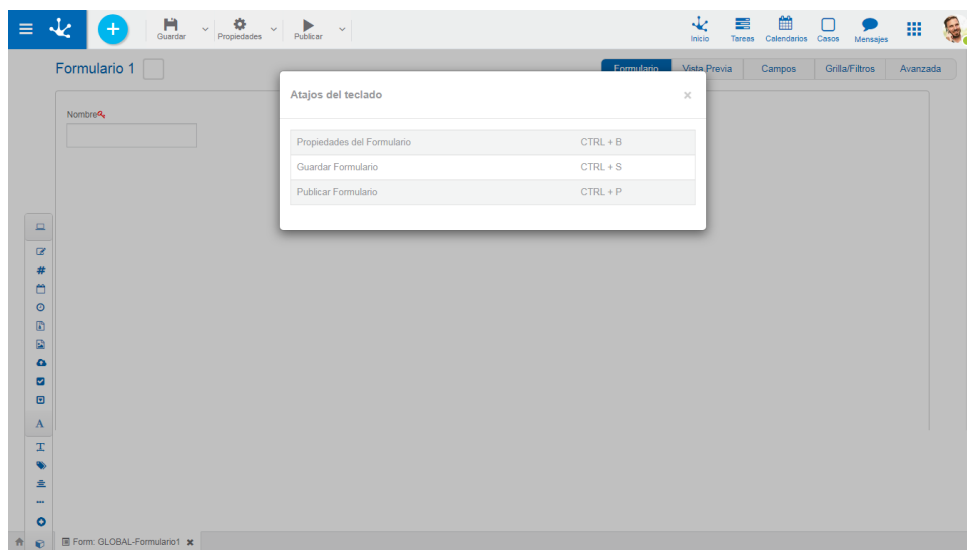 Guardar
Propiedades
Publicar
Inicio
Tareas
Calendarios
Casos
Mensajes
Formulario 1
Formulario
Vista Previa
Campos
Grilla/Filtros
Avanzada
Atajos del teclado
Nombre
Propiedades del Formulario CTRL + B
Guardar Formulario CTRL + S
Publicar Formulario CTRL + P
Form: GLOBAL-Formulario1